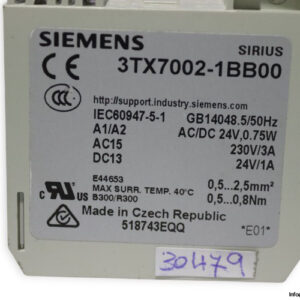 SIEMENS SIRIUS
3TX7002-1BB00
http://support.industry.siemens.com
IEC60947-5-1 GB14048.5/50Hz
A1/A2 AC/DC 24V,0.75W
AC15 230V/3A
DC13 24V/1A
E44653
MAX SURR. TEMP. 40°C 0,5...2,5mm²
B300/R300 0,5...0,8Nm
Made in Czech Republic
518743EQQ *E01*
30479